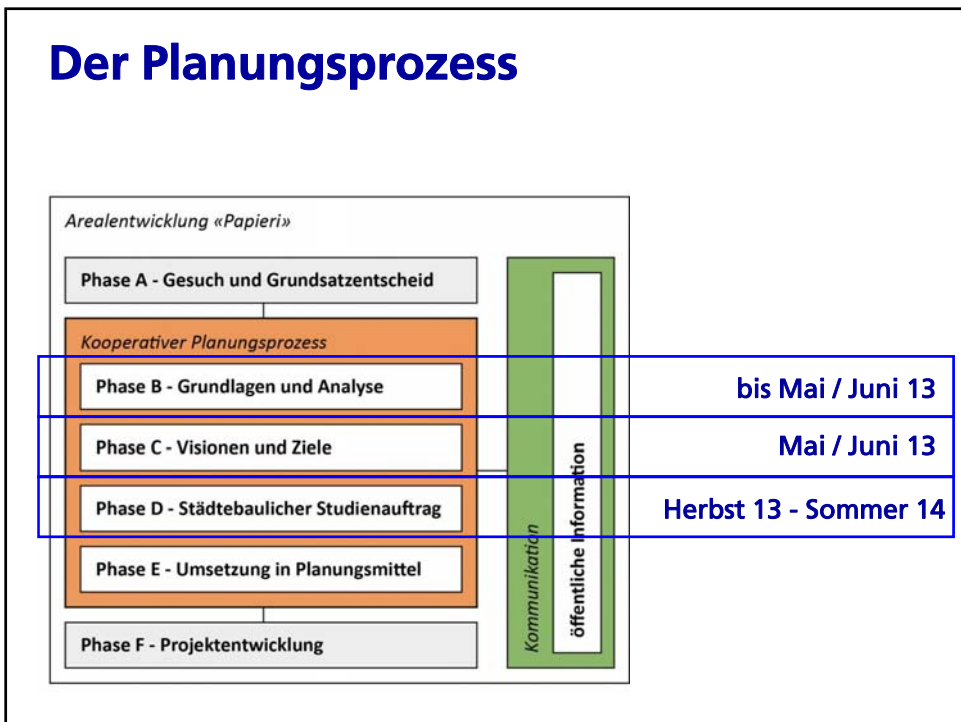 Der Planungsprozess
Arealentwicklung «Papieri»
Phase A - Gesuch und Grundsatzentscheid
Kooperativer Planungsprozess
Phase B - Grundlagen und Analyse
bis Mai / Juni 13
Phase C - Visionen und Ziele
Mai / Juni 13
Phase D - Städtebaulicher Studienauftrag
Herbst 13 - Sommer 14
Phase E - Umsetzung in Planungsmittel
Phase F - Projektentwicklung
Kommunikation
öffentliche Information